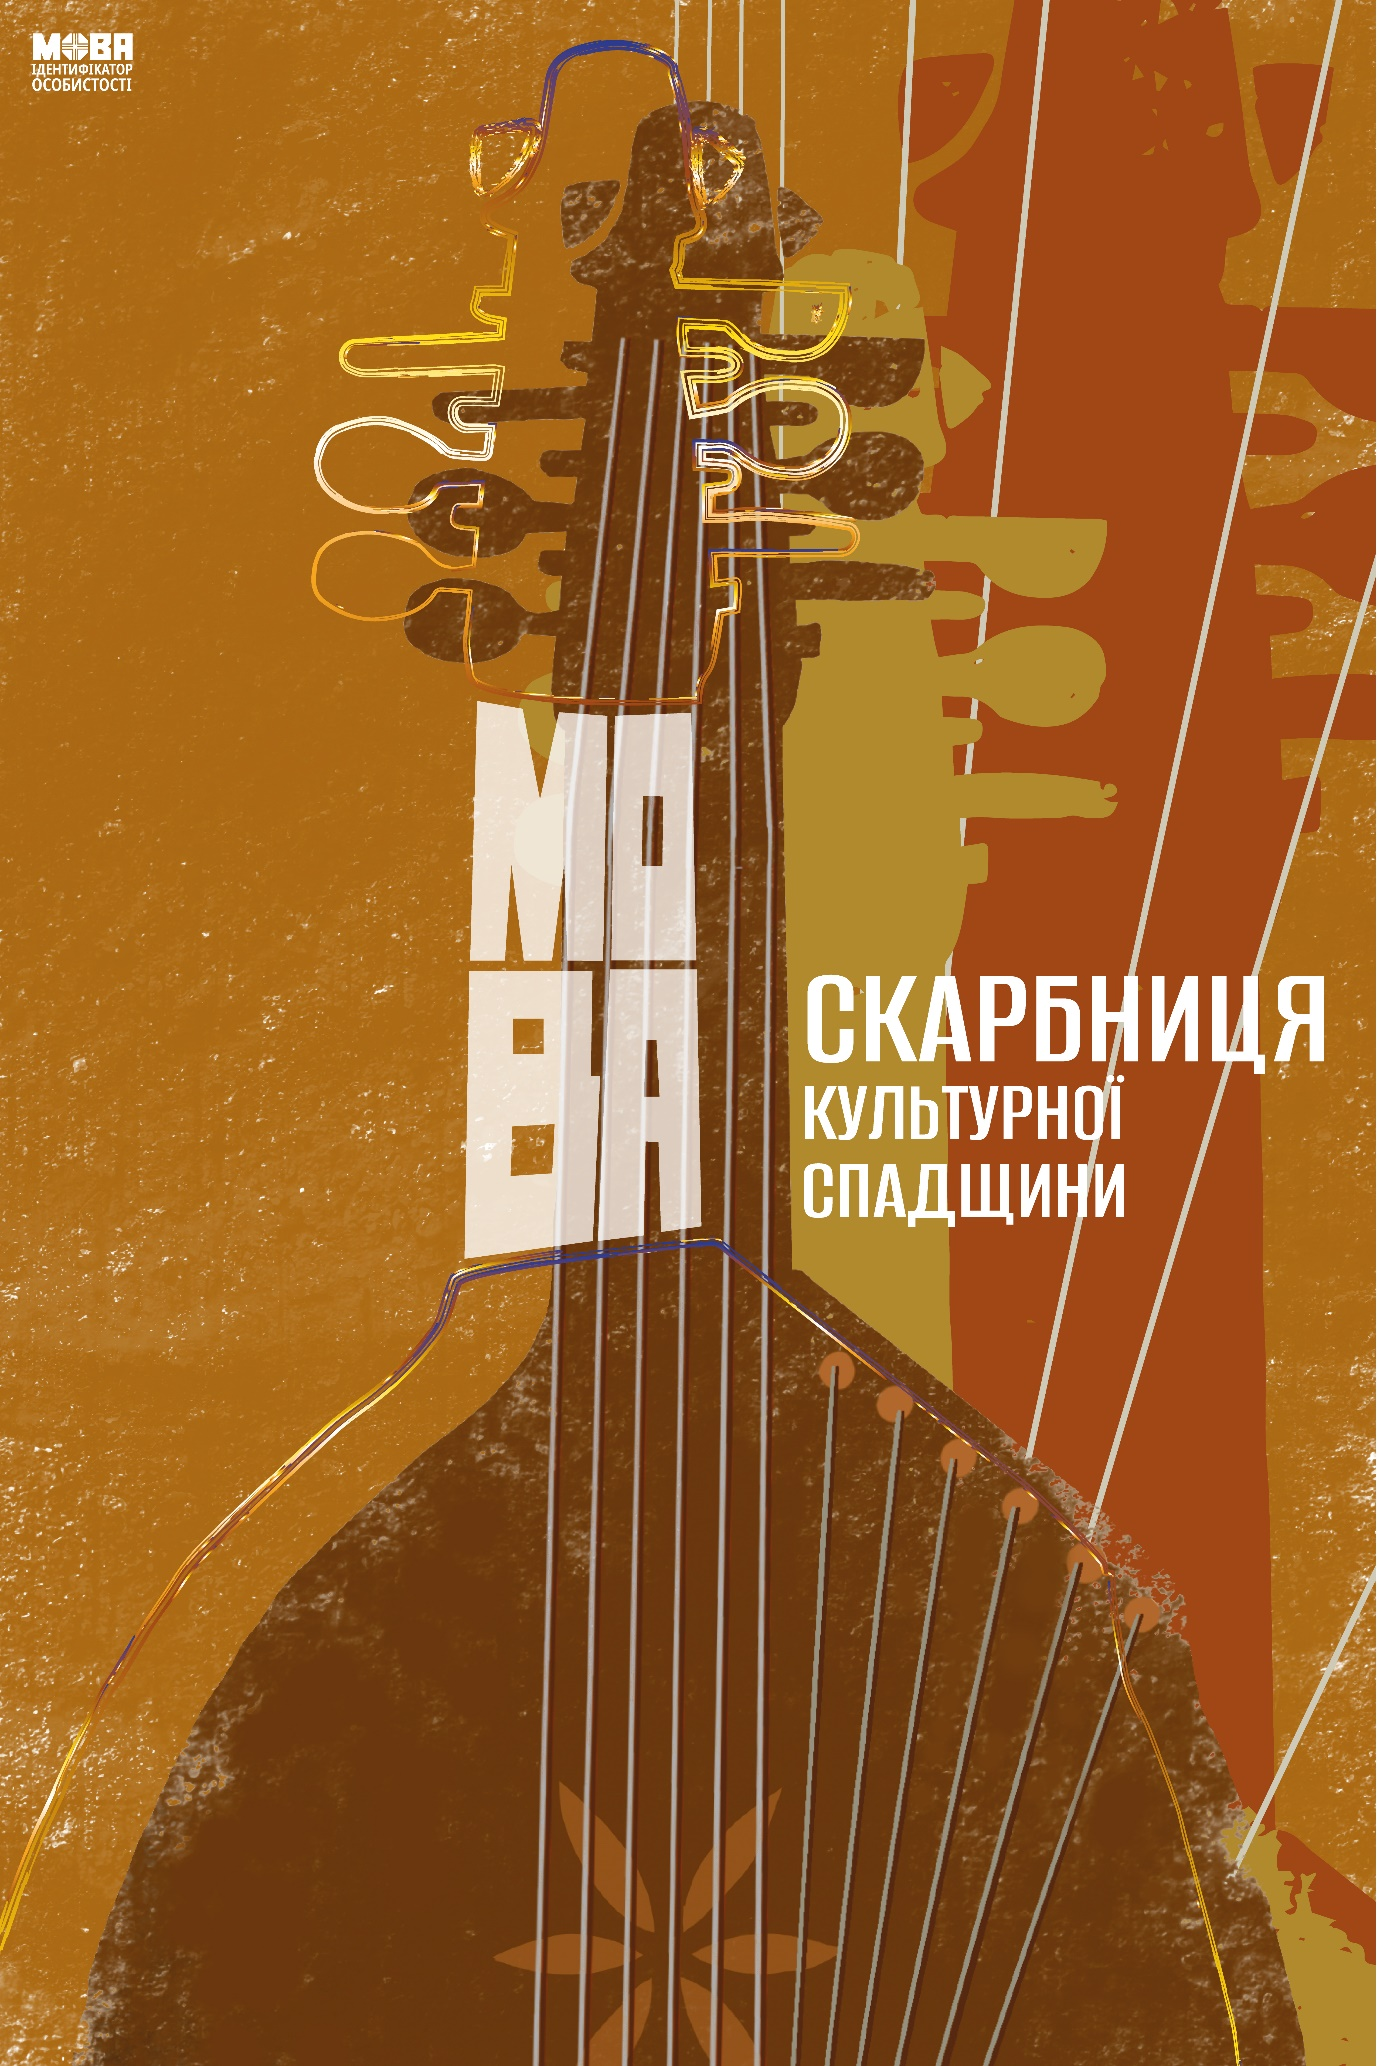 МОВА
ІДЕНТИФІКАТОР
ОСОБИСТОСТІ
МО
ВА
СКАРБНИЦЯ
КУЛЬТУРНОЇ
СПАДЩИНИ